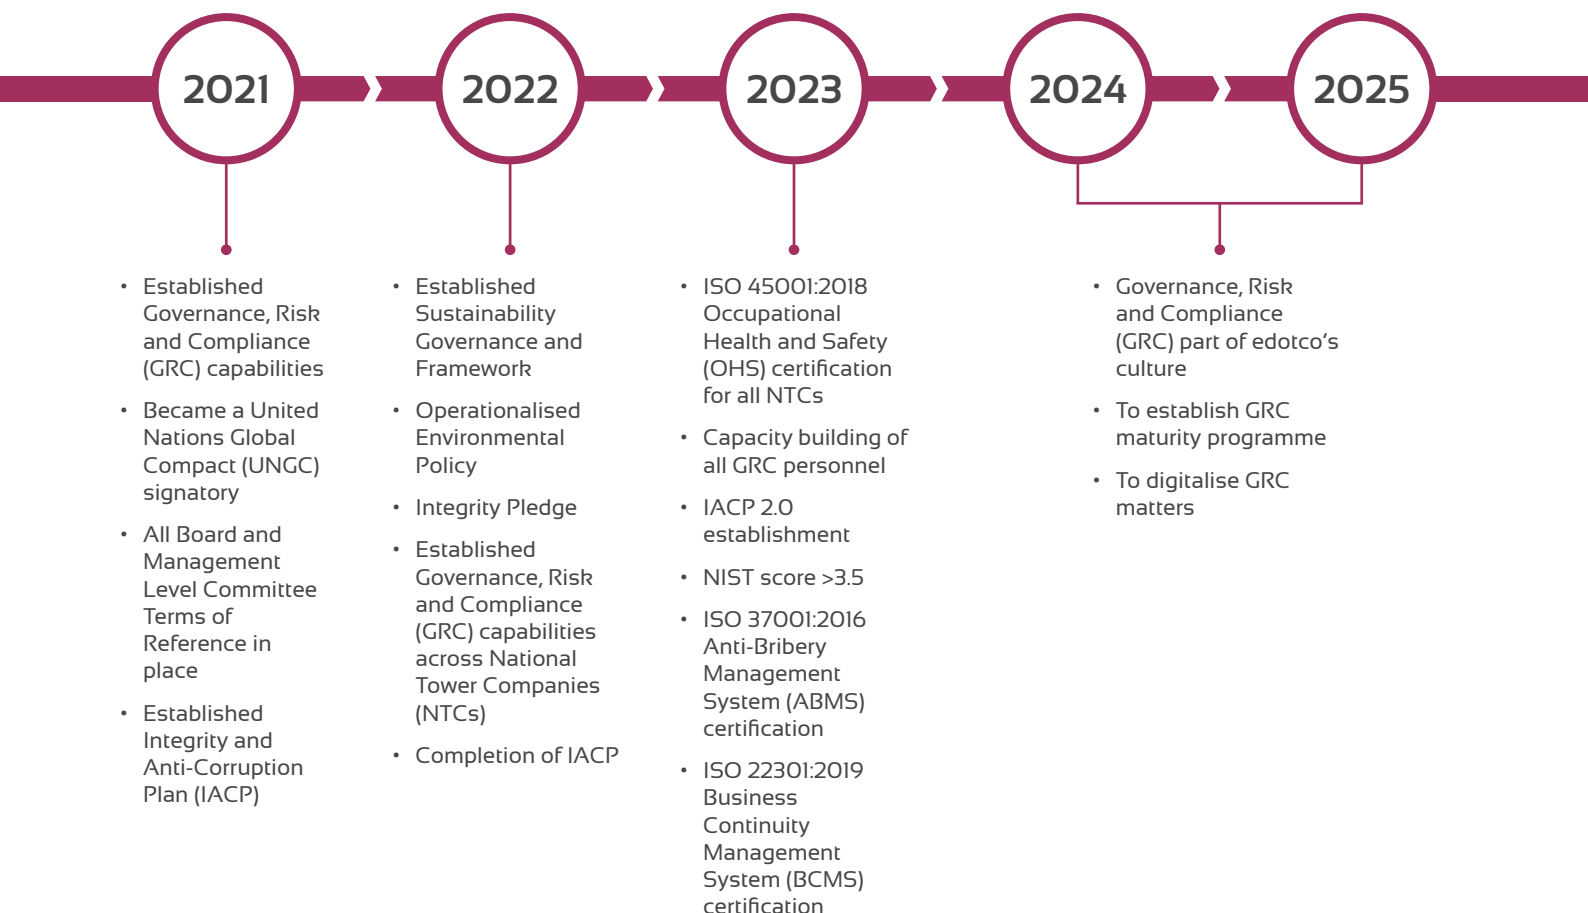 2021
2022
2023
2024
2025
• Established
Governance, Risk
and Compliance
(GRC) capabilities
• Became a United
Nations Global
Compact (UNGC)
signatory
• All Board and
Management
Level Committee
Terms of
Reference in
place
• Established
Integrity and
Anti-Corruption
Plan (IACP)
• Established
Sustainability
Governance and
Framework
• Operationalised
Environmental
Policy
• Integrity Pledge
• Established
Governance, Risk
and Compliance
(GRC) capabilities
across National
Tower Companies
(NTCs)
• Completion of IACP
• ISO 45001:2018
Occupational
Health and Safety
(OHS) certification
for all NTCs
• Capacity building of
all GRC personnel
• IACP 2.0
establishment
• NIST score >3.5
• ISO 37001:2016
Anti-Bribery
Management
System (ABMS)
certification
• ISO 22301:2019
Business
Continuity
Management
System (BCMS)
certification
• Governance, Risk
and Compliance
(GRC) part of edotco's
culture
• To establish GRC
maturity programme
• To digitalise GRC
matters